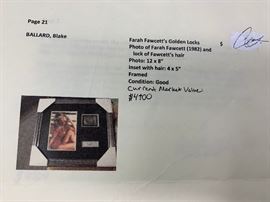 Page 21
BALLARD, Blake
Farah Fawcett's Golden Locks
Photo of Farah Fawcett (1982) and
lock of Fawcett's hair
Photo: 12 x 8"
Inset with hair: 4 x 5"
Framed
Condition: Good
Current Market Value
$4900
$